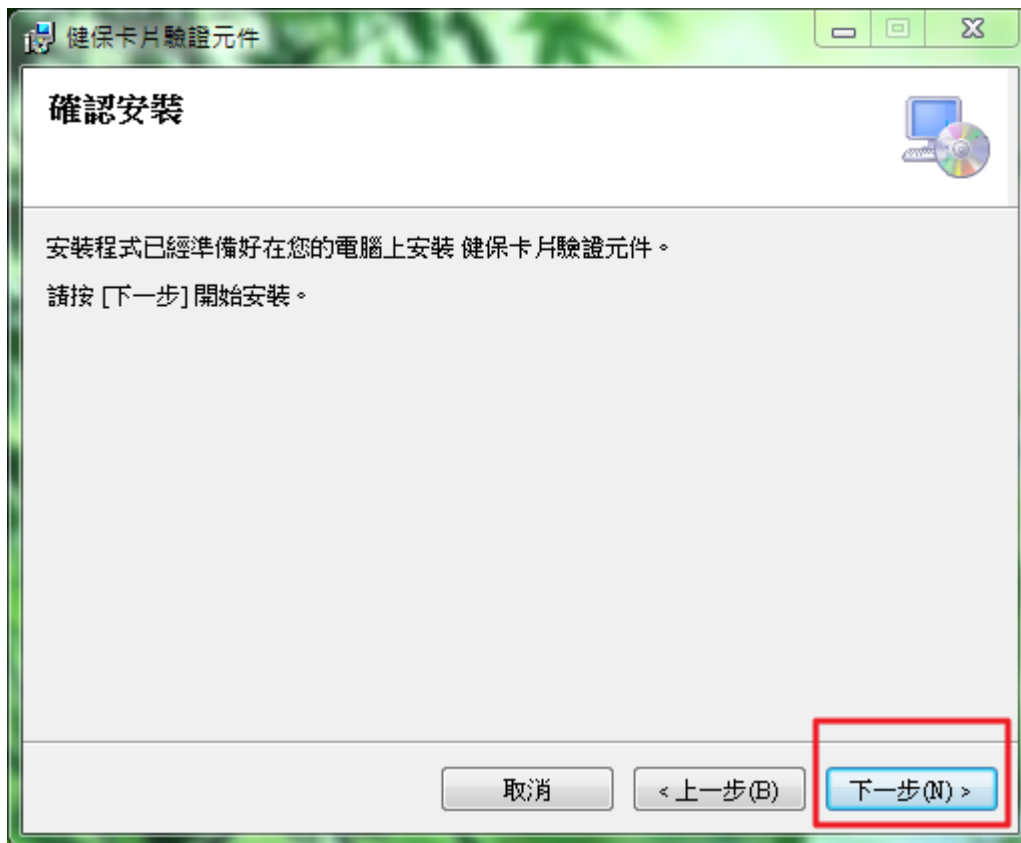 健保卡片驗證元件
確認安裝
安裝程式已經準備好在您的電腦上安裝 健保卡片驗證元件。
請按 [下一步] 開始安裝。
取消
< 上一步(B)
下一步(N) >